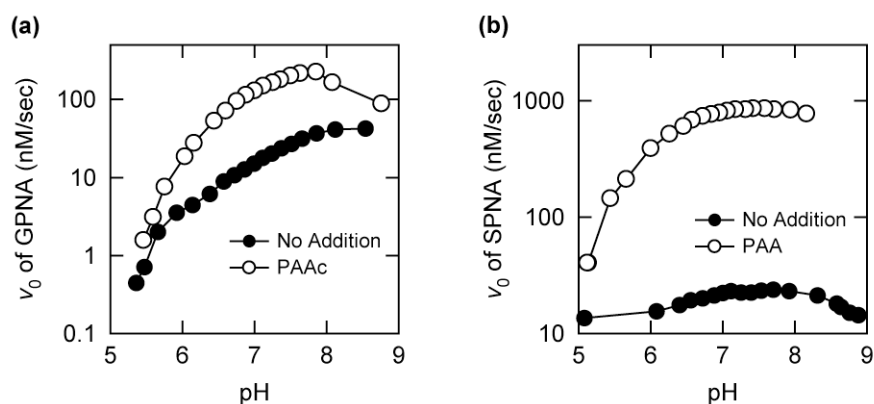 (a)
v0 of GPNA (nM/sec)
100
10
1
0.1
No Addition
PAAc
5 6 7 8 9
pH
(b)
v0 of SPNA (nM/sec)
1000
100
10
No Addition
PAA
5 6 7 8 9
pH